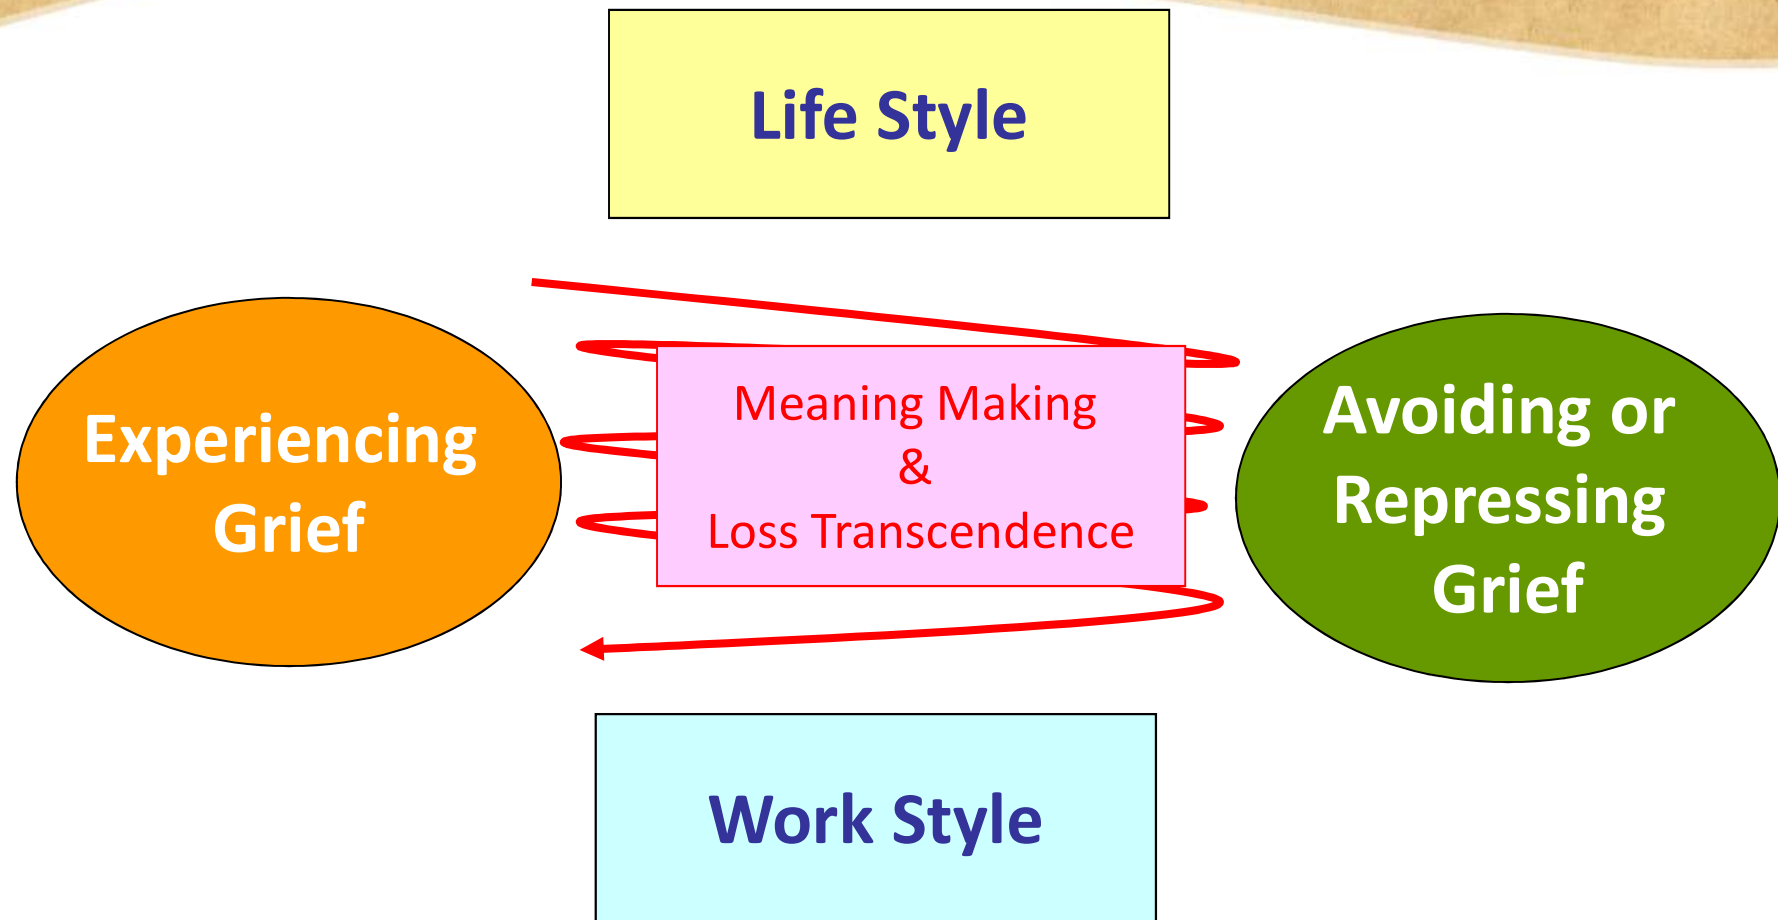 Life Style
Experiencing
Grief
Meaning Making
&
Loss Transcendence
Avoiding or
Repressing
Grief
Work Style